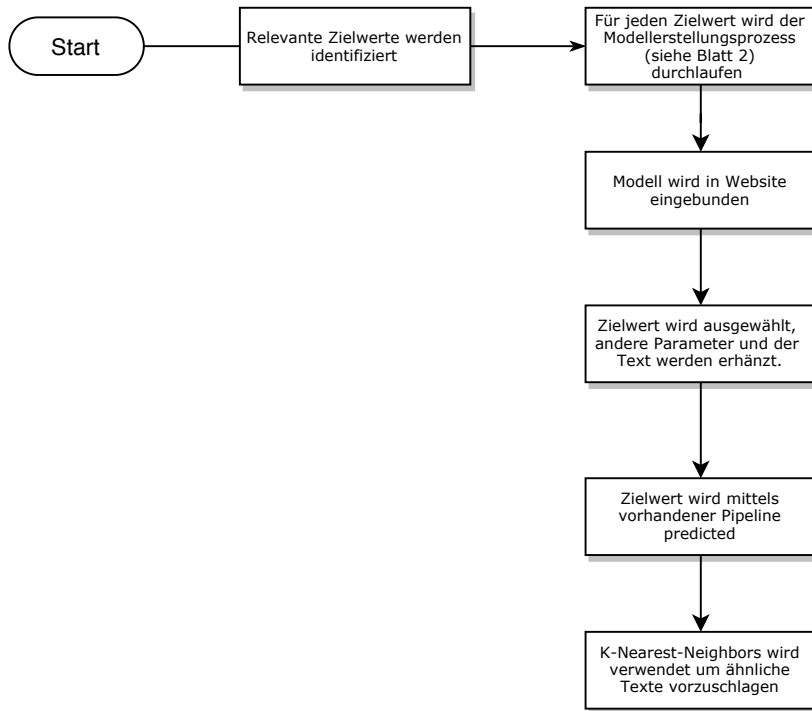 Start
Relevante Zielwerte werden
identifiziert
Für jeden Zielwert wird der
Modellerstellungsprozess
(siehe Blatt 2)
durchlaufen
Modell wird in Website
eingebunden
Zielwert wird ausgewählt,
andere Parameter und der
Text werden erhänzt.
Zielwert wird mittels
vorhandener Pipeline
predicted
K-Nearest-Neighbors wird
verwendet um ähnliche
Texte vorzuschlagen